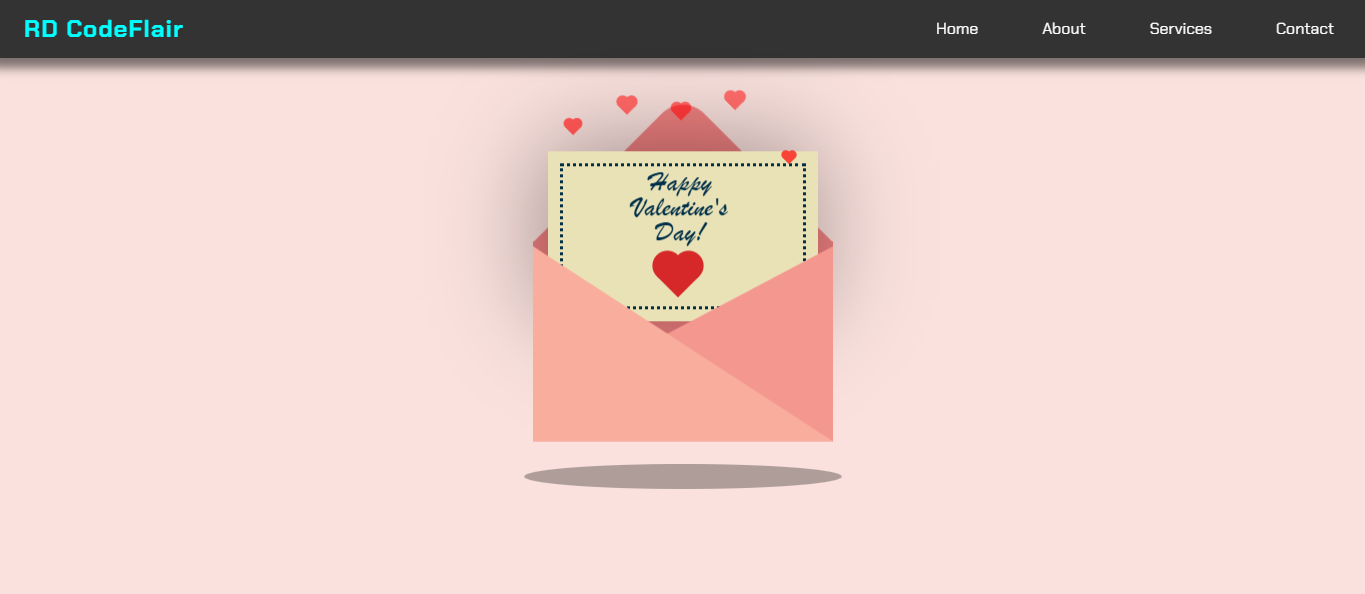 RD CodeFlair
Home About Services Contact
Happy
Valentine's
Day!